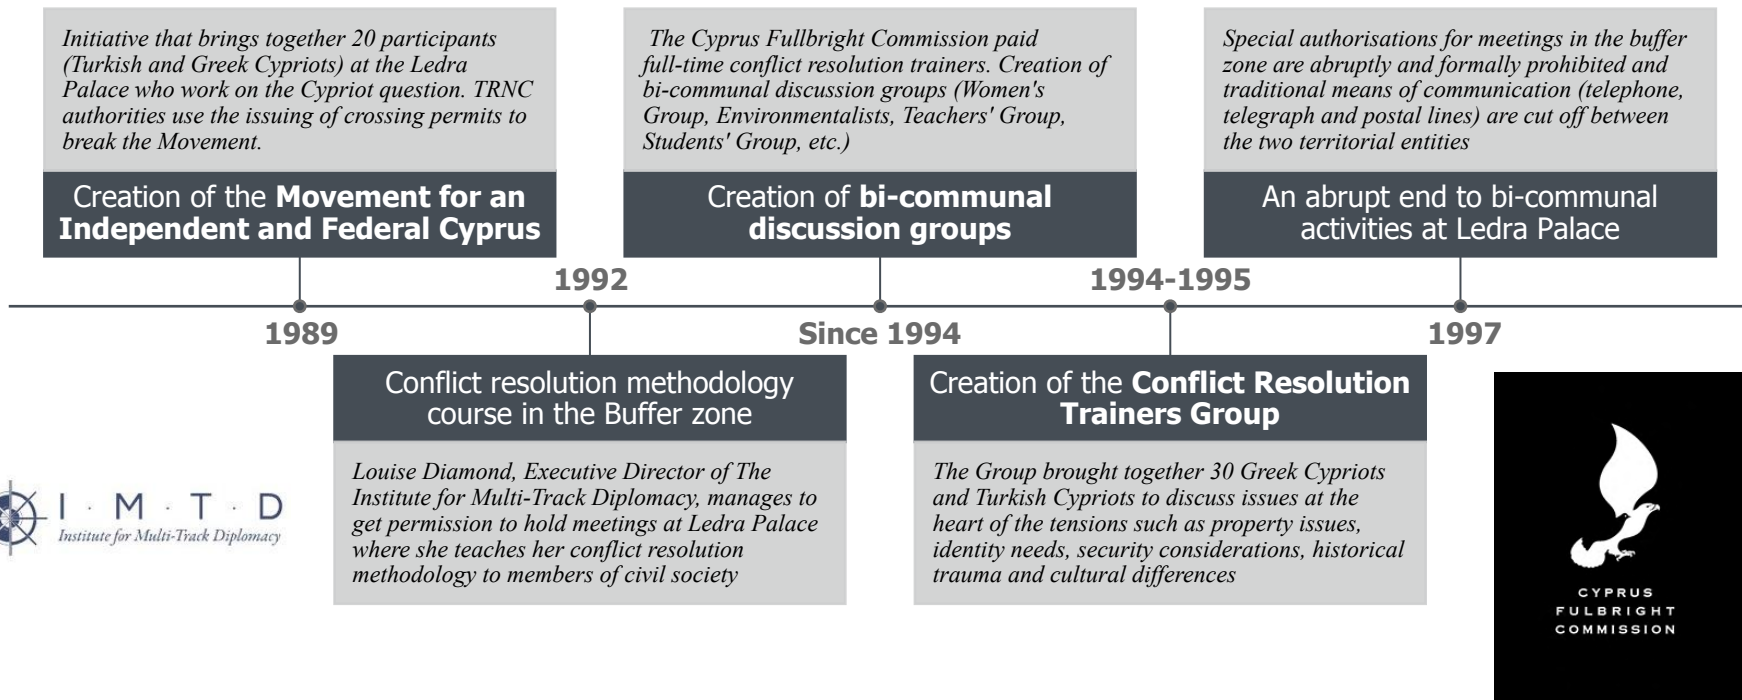 Initiative that brings together 20 participants
(Turkish and Greek Cypriots) at the Ledra
Palace who work on the Cypriot question. TRNC
authorities use the issuing of crossing permits to
break the Movement.
Creation of the Movement for an
Independent and Federal Cyprus
1989
1992
Conflict resolution methodology
course in the Buffer zone
Louise Diamond, Executive Director of The
Institute for Multi-Track Diplomacy, manages to
get permission to hold meetings at Ledra Palace
where she teaches her conflict resolution
methodology to members of civil society
The Cyprus Fullbright Commission paid
full-time conflict resolution trainers. Creation of
bi-communal discussion groups (Women's
Group, Environmentalists, Teachers' Group,
Students' Group, etc.)
Creation of bi-communal
discussion groups
Since 1994
1994-1995
Creation of the Conflict Resolution
Trainers Group
The Group brought together 30 Greek Cypriots
and Turkish Cypriots to discuss issues at the
heart of the tensions such as property issues,
identity needs, security considerations, historical
trauma and cultural differences
Special authorisations for meetings in the buffer
zone are abruptly and formally prohibited and
traditional means of communication (telephone,
telegraph and postal lines) are cut off between
the two territorial entities
An abrupt end to bi-communal
activities at Ledra Palace
1997
I · M · T · D
Institute for Multi-Track Diplomacy
CYPRUS
FULBRIGHT
COMMISSION